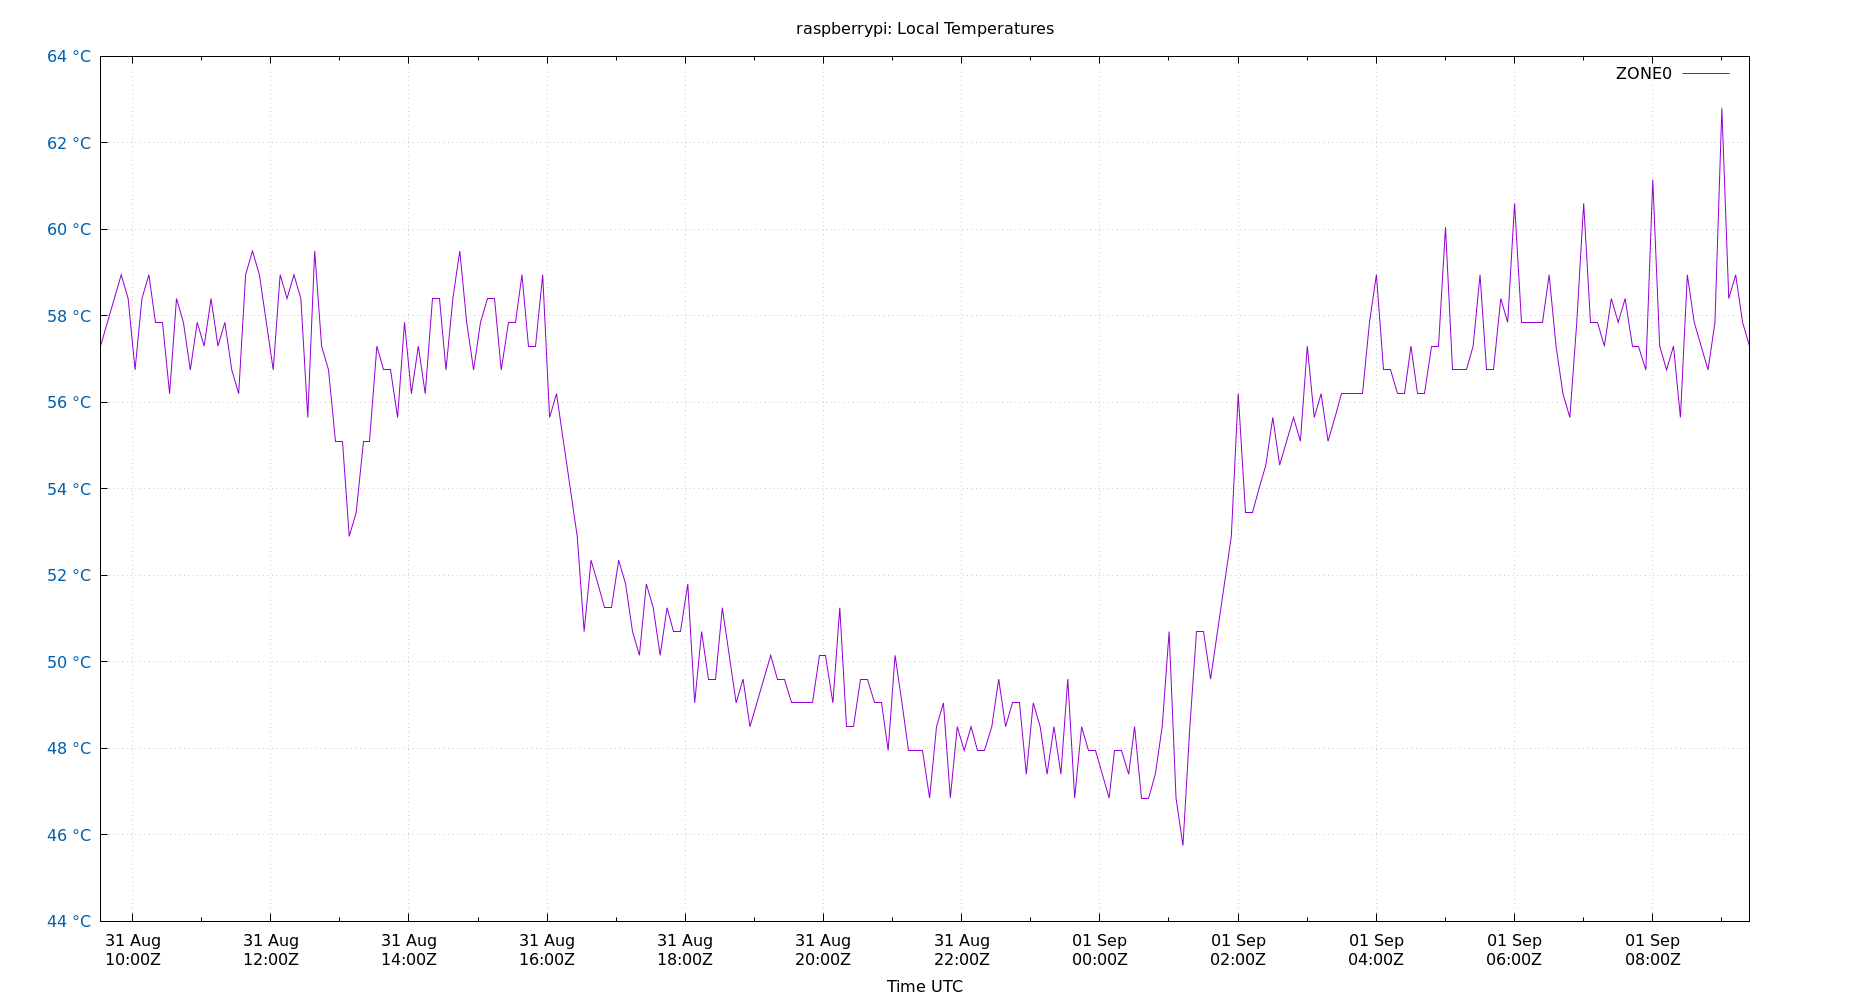 raspberrypi: Local Temperatures
64 °C
ZONE0
62 °C
60 °C
58 °C
56 °C
54 °C
52 °C
50 °C
48 °C
46 °C
44 °C
31 Aug 31 Aug 31 Aug 31 Aug 31 Aug 31 Aug 31 Aug 01 Sep 01 Sep 01 Sep 01 Sep 01 Sep
10:00Z 12:00Z 14:00Z 16:00Z 18:00Z 20:00Z 22:00Z 00:00Z 02:00Z 04:00Z 06:00Z 08:00Z
Time UTC